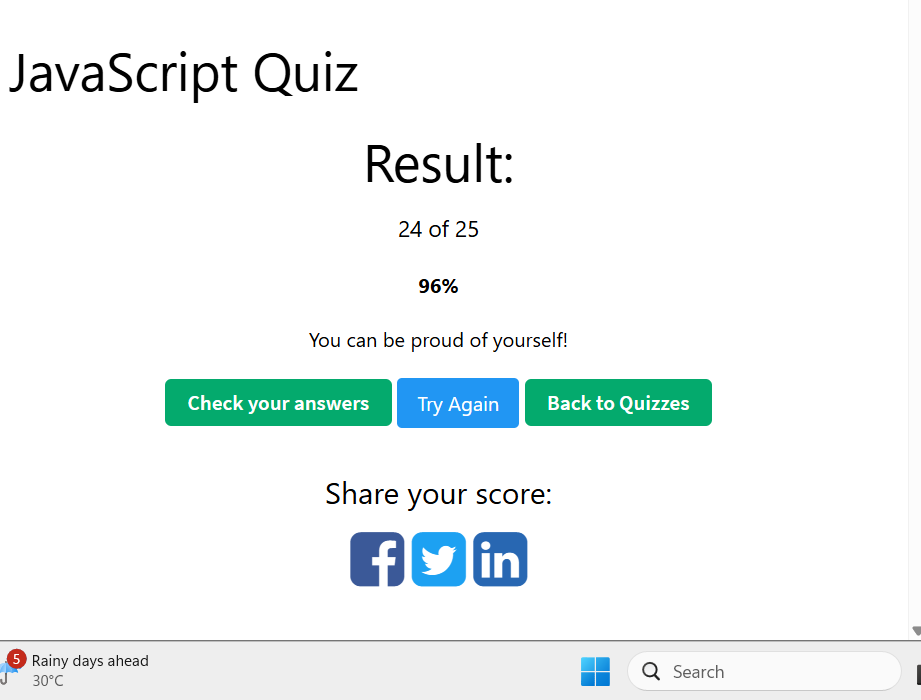 JavaScript Quiz
Result:
24 of 25
96%
You can be proud of yourself!
Check your answers Try Again Back to Quizzes
Share your score:
f in
5 Rainy days ahead
30°C
Search